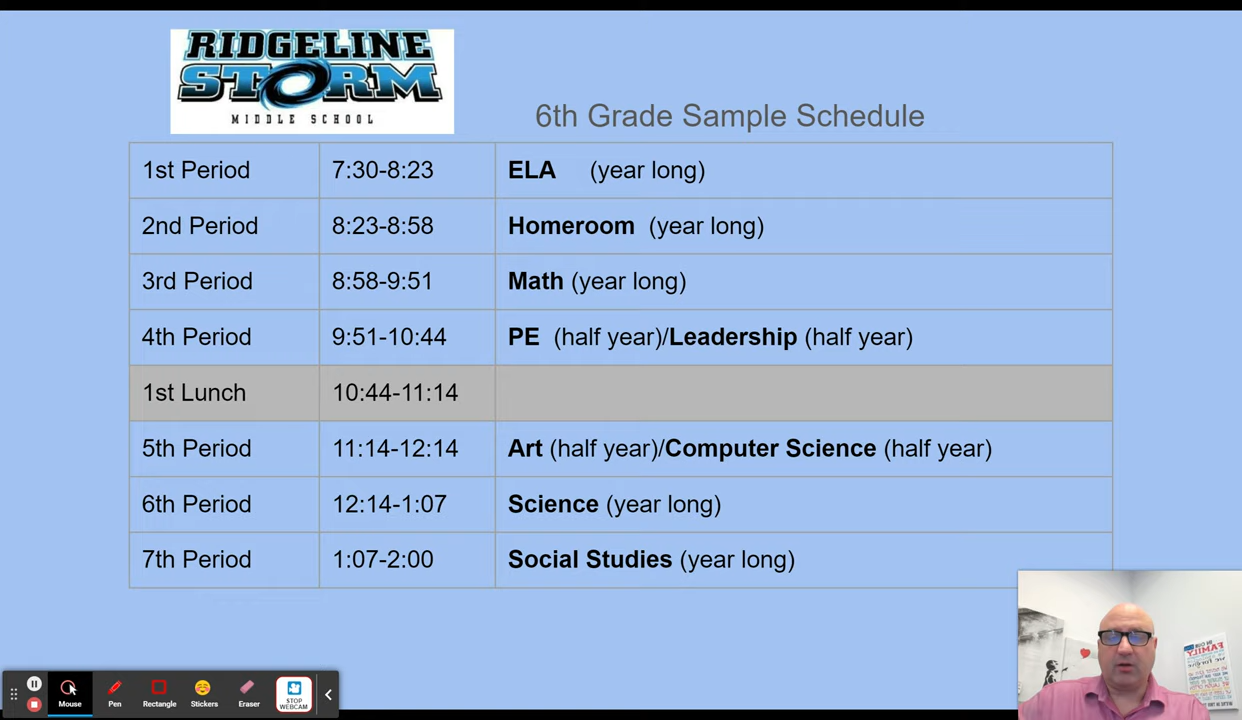 RIDGELINE
STORM
MIDDLE SCHOOL
6th Grade Sample Schedule
1st Period 7:30-8:23 ELA (year long)
2nd Period 8:23-8:58 Homeroom (year long)
3rd Period 8:58-9:51 Math (year long)
4th Period 9:51-10:44 PE (half year)/Leadership (half year)
1st Lunch 10:44-11:14
5th Period 11:14-12:14 Art (half year)/Computer Science (half year)
6th Period 12:14-1:07 Science (year long)
7th Period 1:07-2:00 Social Studies (year long)
FAMILY
Mouse Pen Rectangle Stickers Eraser STOP
WEBCAM